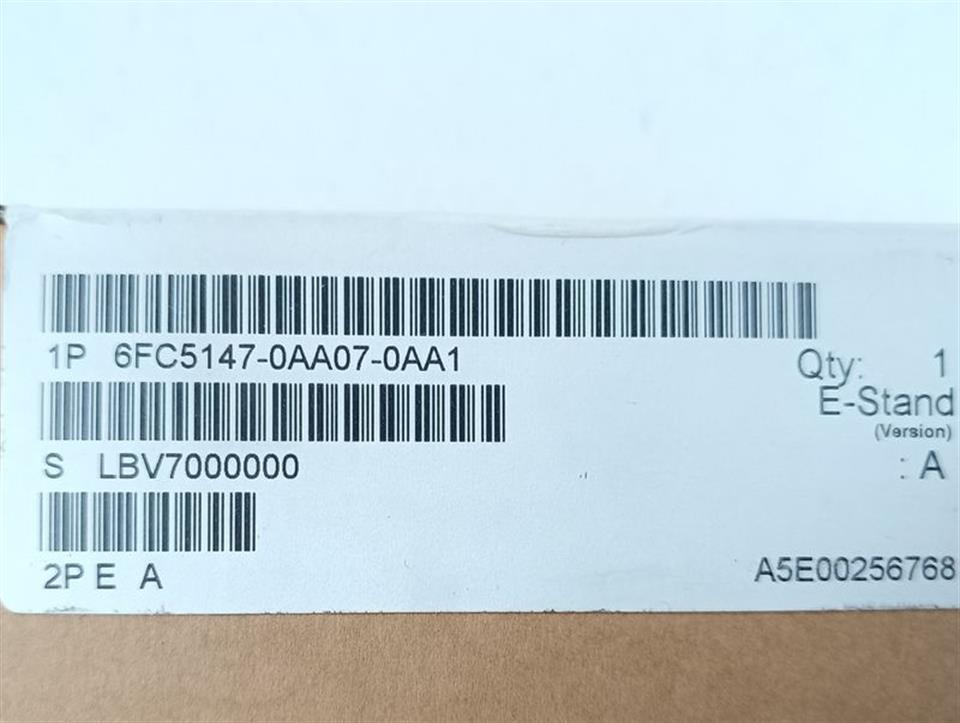 1P 6FC5147-0AA07-0AA1
Qty: 1
E-Stand
(Version)
S LBV7000000
: A
2P E A
A5E00256768